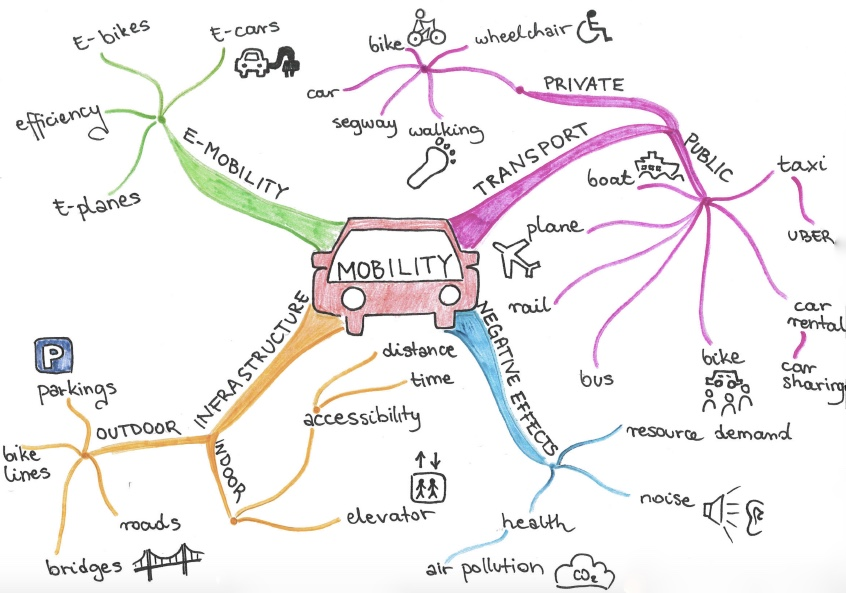 MOBILITY
E-MOBILITY
E-bikes
E-cars
efficiency
E-planes
TRANSPORT
PRIVATE
bike
wheelchair
car
segway
walking
PUBLIC
taxi
UBER
boat
plane
rail
bus
bike
car
rental
car
sharing
NEGATIVE EFFECTS
resource demand
noise
health
air pollution
CO2
INFRASTRUCTURE
OUTDOOR
P
parkings
bike
lines
roads
bridges
INDOOR
accessibility
distance
time
elevator